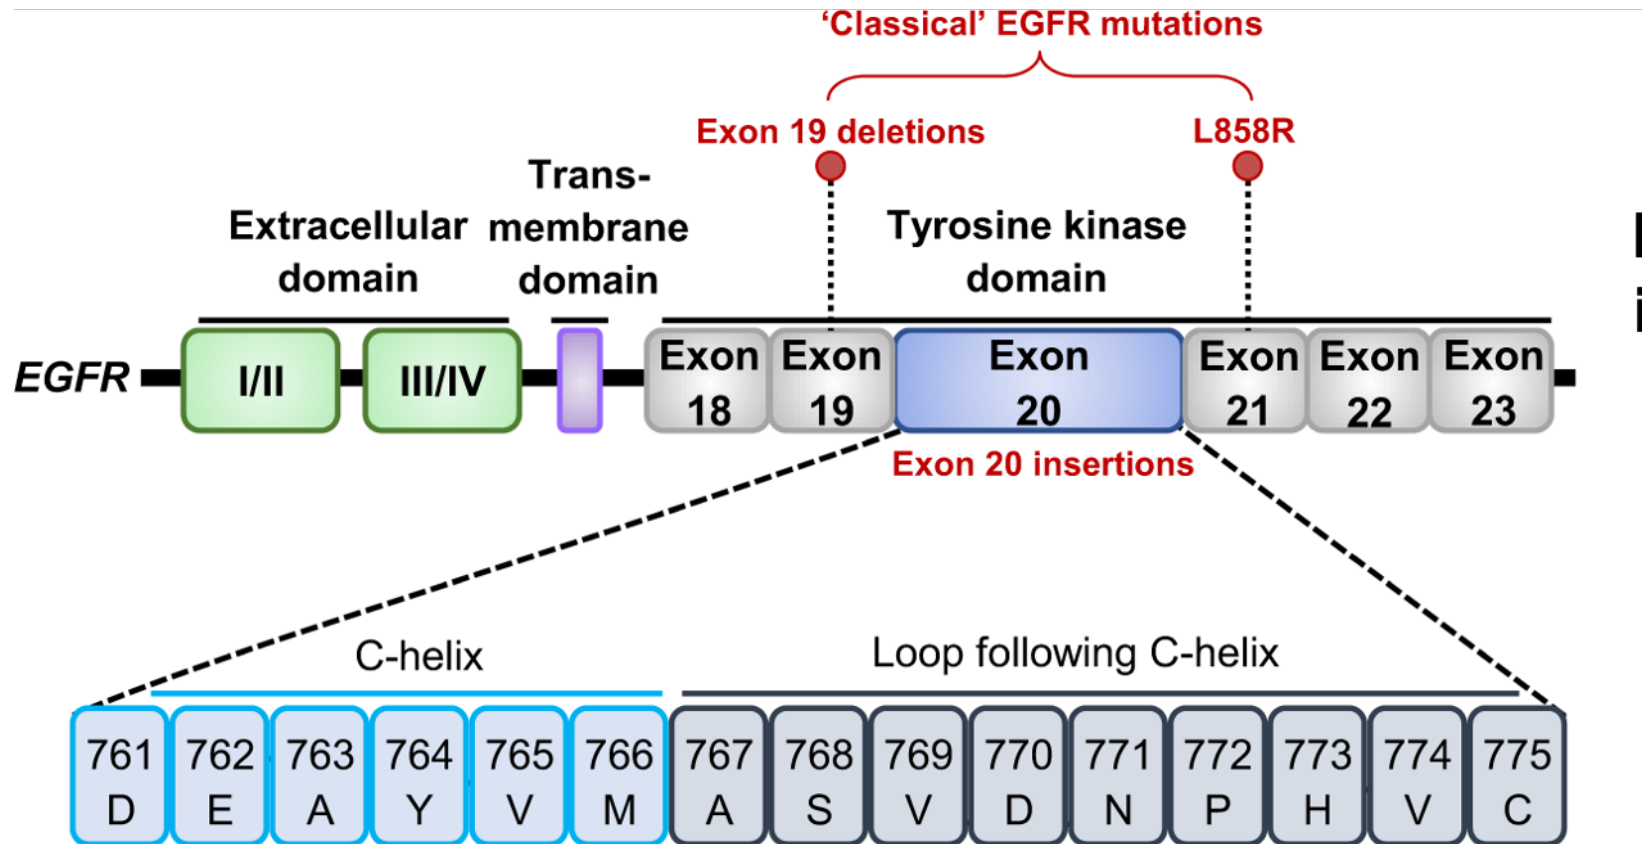 ‘Classical’ EGFR mutations
Exon 19 deletions
L858R
Extracellular
domain
Trans-
membrane
domain
Tyrosine kinase
domain
EGFR
I/II
III/IV
Exon
18
Exon
19
Exon
20
Exon
21
Exon
22
Exon
23
Exon 20 insertions
C-helix
Loop following C-helix
761
D
762
E
763
A
764
Y
765
V
766
M
767
A
768
S
769
V
770
D
771
N
772
P
773
H
774
V
775
C